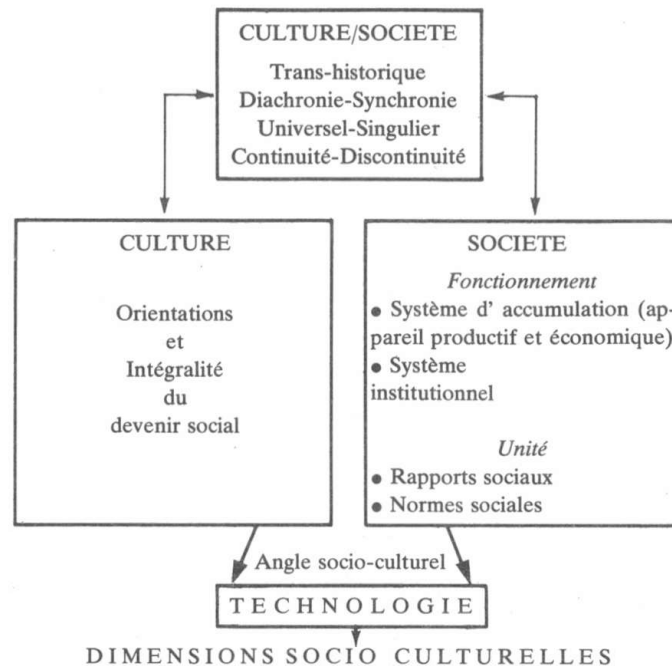 CULTURE/SOCIETE
Trans-historique
Diachronie-Synchronie
Universel-Singulier
Continuité-Discontinuité
CULTURE
Orientations
et
Intégralité
du
devenir social
SOCIETE
Fonctionnement
● Système d' accumulation (ap-
pareil productif et économique)
● Système
institutionnel
Unité
● Rapports sociaux
● Normes sociales
Angle socio-culturel
TECHNOLOGIE
DIMENSIONS SOCIO CULTURELLES